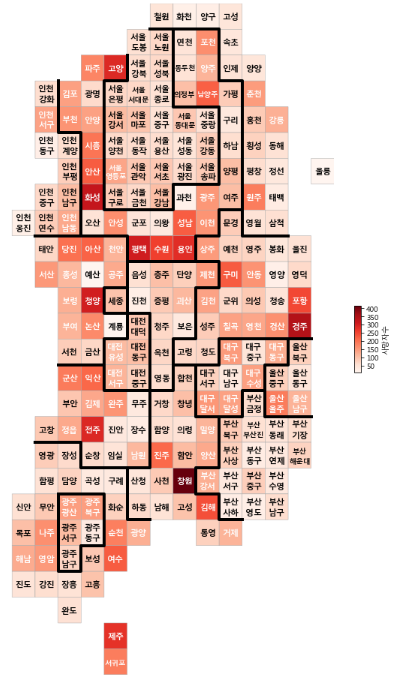 철원 화천 양구 고성
서울 도봉 서울 노원 연천 포천 속초
파주 고양 서울 강북 서울 성북 동두천 양주 인제 양양
인천 강화 김포 광명 서울 은평 서울 서대문 서울 종로 의정부 남양주 가평 춘천
인천 서구 부천 안양 서울 강서 서울 마포 서울 중구 서울 동대문 서울 중랑 구리 홍천 강릉
인천 동구 인천 계양 시흥 서울 양천 서울 동작 서울 용산 서울 성동 서울 강동 하남 횡성 동해
인천 부평 안산 서울 영등포 서울 관악 서울 서초 서울 광진 서울 송파 양평 평창 정선 울릉
인천 중구 인천 남구 화성 서울 구로 서울 금천 서울 강남 과천 광주 여주 원주 태백
인천 옹진 인천 연수 인천 남동 오산 안성 군포 의왕 성남 이천 문경 영월 삼척
태안 당진 아산 천안 평택 수원 용인 상주 예천 영주 봉화 울진
서산 홍성 예산 공주 음성 증평 단양 제천 구미 안동 영양 영덕
보령 청양 세종 진천 충주 괴산 김천 군위 의성 청송 포항
부여 논산 계룡 대전 대덕 청주 보은 성주 칠곡 영천 경산 경주
서천 금산 대전 유성 대전 동구 옥천 고령 청도 대구 북구 대구 중구 대구 동구 울산 북구
군산 익산 대전 서구 대전 중구 영동 합천 대구 서구 대구 남구 대구 수성 울산 중구 울산 동구
부안 김제 완주 무주 거창 창녕 대구 달서 대구 달성 부산 금정 울산 울주 울산 남구
고창 정읍 전주 진안 장수 함양 의령 밀양 부산 북구 부산 부산진 부산 동래 부산 기장
영광 장성 순창 임실 남원 진주 함안 양산 부산 사상 부산 동구 부산 연제 부산 해운대
함평 담양 곡성 구례 산청 사천 창원 부산 강서 부산 서구 부산 중구 부산 수영
신안 무안 광주 광산 광주 북구 화순 하동 남해 고성 김해 부산 사하 부산 영도 부산 남구
목포 나주 광주 서구 광주 동구 순천 광양 통영 거제
해남 영암 광주 남구 보성 여수
진도 강진 장흥 고흥
완도
제주
서귀포
400
350
300
250
200
150
100
50
사망자수